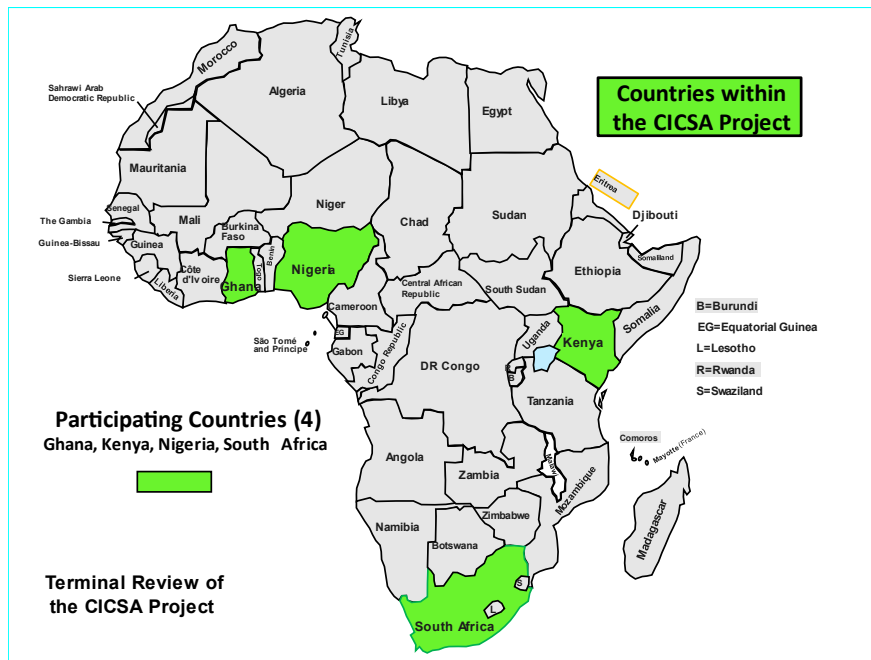 Morocco
Tunisia
Sahrawi Arab
Democratic Republic
Algeria
Libya
Egypt
Countries within
the CICSA Project
Mauritania
Mali
Niger
Chad
Sudan
Eritrea
Djibouti
Senegal
The Gambia
Guinea-Bissau
Guinea
Sierra Leone
Liberia
Côte
d'Ivoire
Burkina
Faso
Ghana
Togo
Benin
Nigeria
Cameroon
Central African
Republic
South Sudan
Ethiopia
Somaliland
Somalia
EG
São Tomé
and Principe
Gabon
Congo Republic
DR Congo
Uganda
Kenya
R
B
Tanzania
B=Burundi
EG=Equatorial Guinea
L=Lesotho
R=Rwanda
S=Swaziland
Participating Countries (4)
Ghana, Kenya, Nigeria, South Africa
Comoros
Mayotte (France)
Angola
Zambia
Malawi
Mozambique
Zimbabwe
Namibia
Botswana
Madagascar
S
L
South Africa
Terminal Review of
the CICSA Project